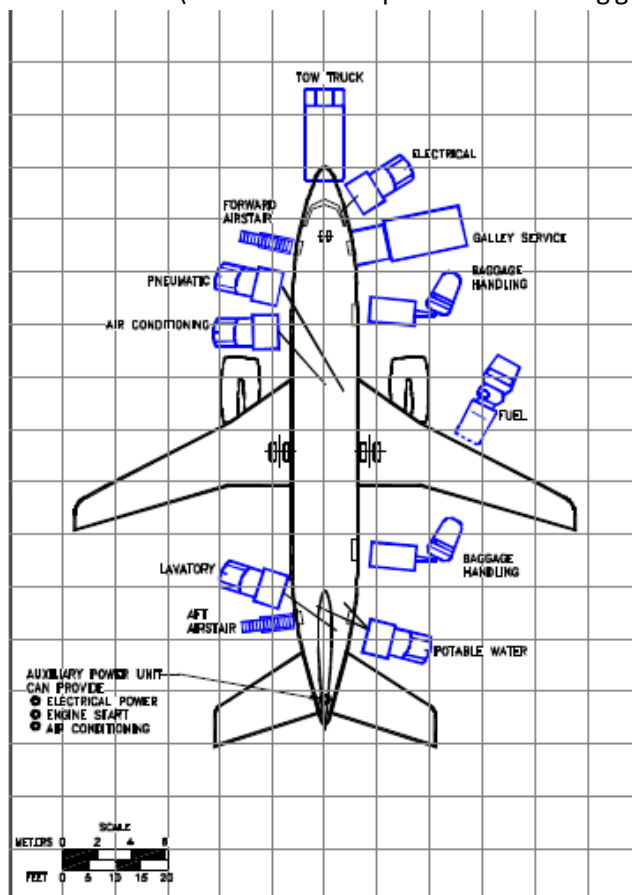 TOW TRUCK
ELECTRICAL
FORWARD
AIRSTAIR
GALLEY SERVICE
PNEUMATIC
BAGGAGE
HANDLING
AIR CONDITIONING
FUEL
LAVATORY
BAGGAGE
HANDLING
AFT
AIRSTAIR
POTABLE WATER
AUXILIARY POWER UNIT
CAN PROVIDE
ELECTRICAL POWER
ENGINE START
AIR CONDITIONING
SCALE
METERS 0 2 4 6
FEET 0 5 10 15 20